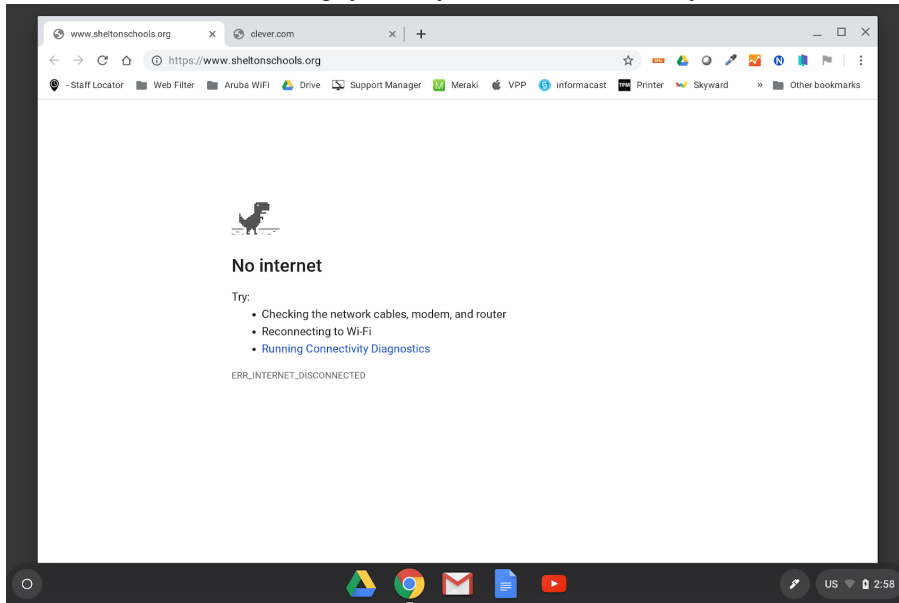 www.sheltonschools.org
clever.com
https://www.sheltonschools.org
- Staff Locator Web Filter Aruba WiFi Drive Support Manager Meraki VPP informacast Printer Skyward » Other bookmarks
No internet
Try:
• Checking the network cables, modem, and router
• Reconnecting to Wi-Fi
• Running Connectivity Diagnostics
ERR_INTERNET_DISCONNECTED
US 2:58